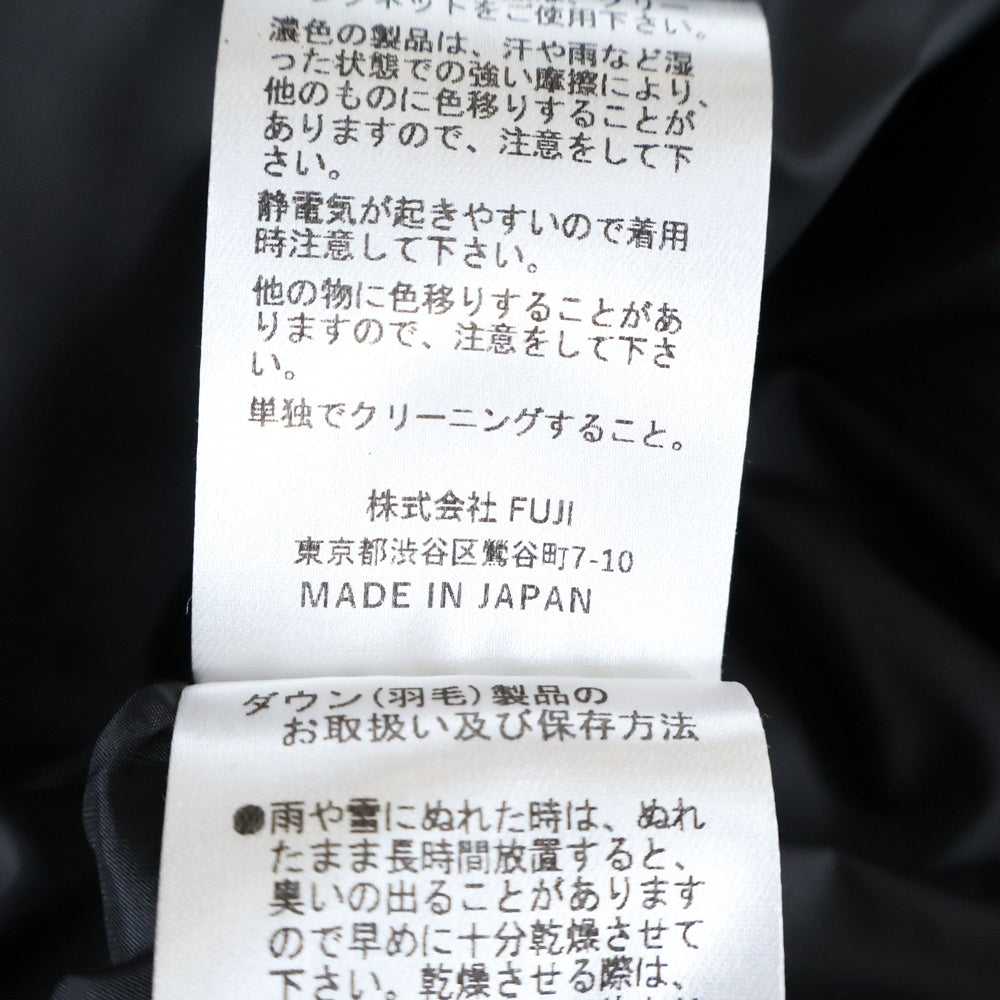 ンネットをご使用下さい。
濃色の製品は、汗や雨など湿
った状態での強い摩擦により、
他のものに色移りすることが
ありますので、注意をして下
さい。
静電気が起きやすいので着用
時注意して下さい。
他の物に色移りすることがあ
りますので、注意をして下さ
い。
単独でクリーニングすること。
株式会社 FUJI
東京都渋谷区鶯谷町7-10
MADE IN JAPAN
ダウン(羽毛)製品の
お取扱い及び保存方法
●雨や雪にぬれた時は、ぬれ
たまま長時間放置すると、
臭いの出ることがあります
ので早めに十分乾燥させて
下さい。乾燥させる際は、